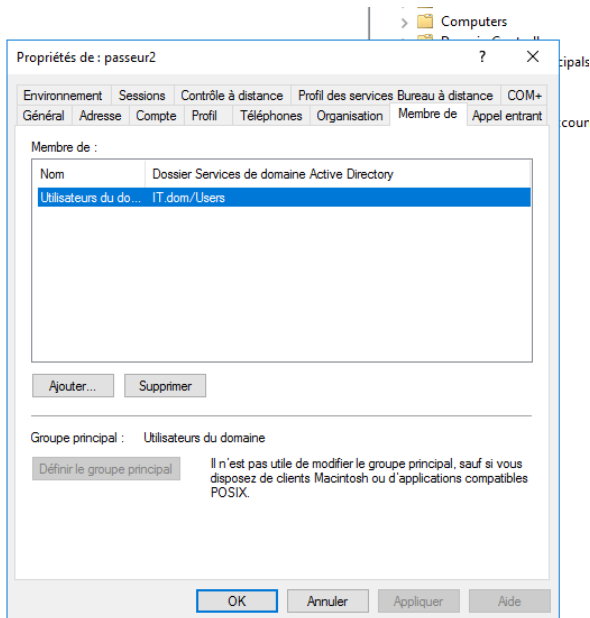 Computers
Propriétés de : passeur2
?
Environnement Sessions Contrôle à distance Profil des services Bureau à distance COM+
Général Adresse Compte Profil Téléphones Organisation Membre de Appel entrant
Membre de :
Nom Dossier Services de domaine Active Directory
Utilisateurs du do... IT.dom/Users
Ajouter... Supprimer
Groupe principal : Utilisateurs du domaine
Définir le groupe principal
Il n'est pas utile de modifier le groupe principal, sauf si vous
disposez de clients Macintosh ou d'applications compatibles
POSIX.
OK Annuler Appliquer Aide